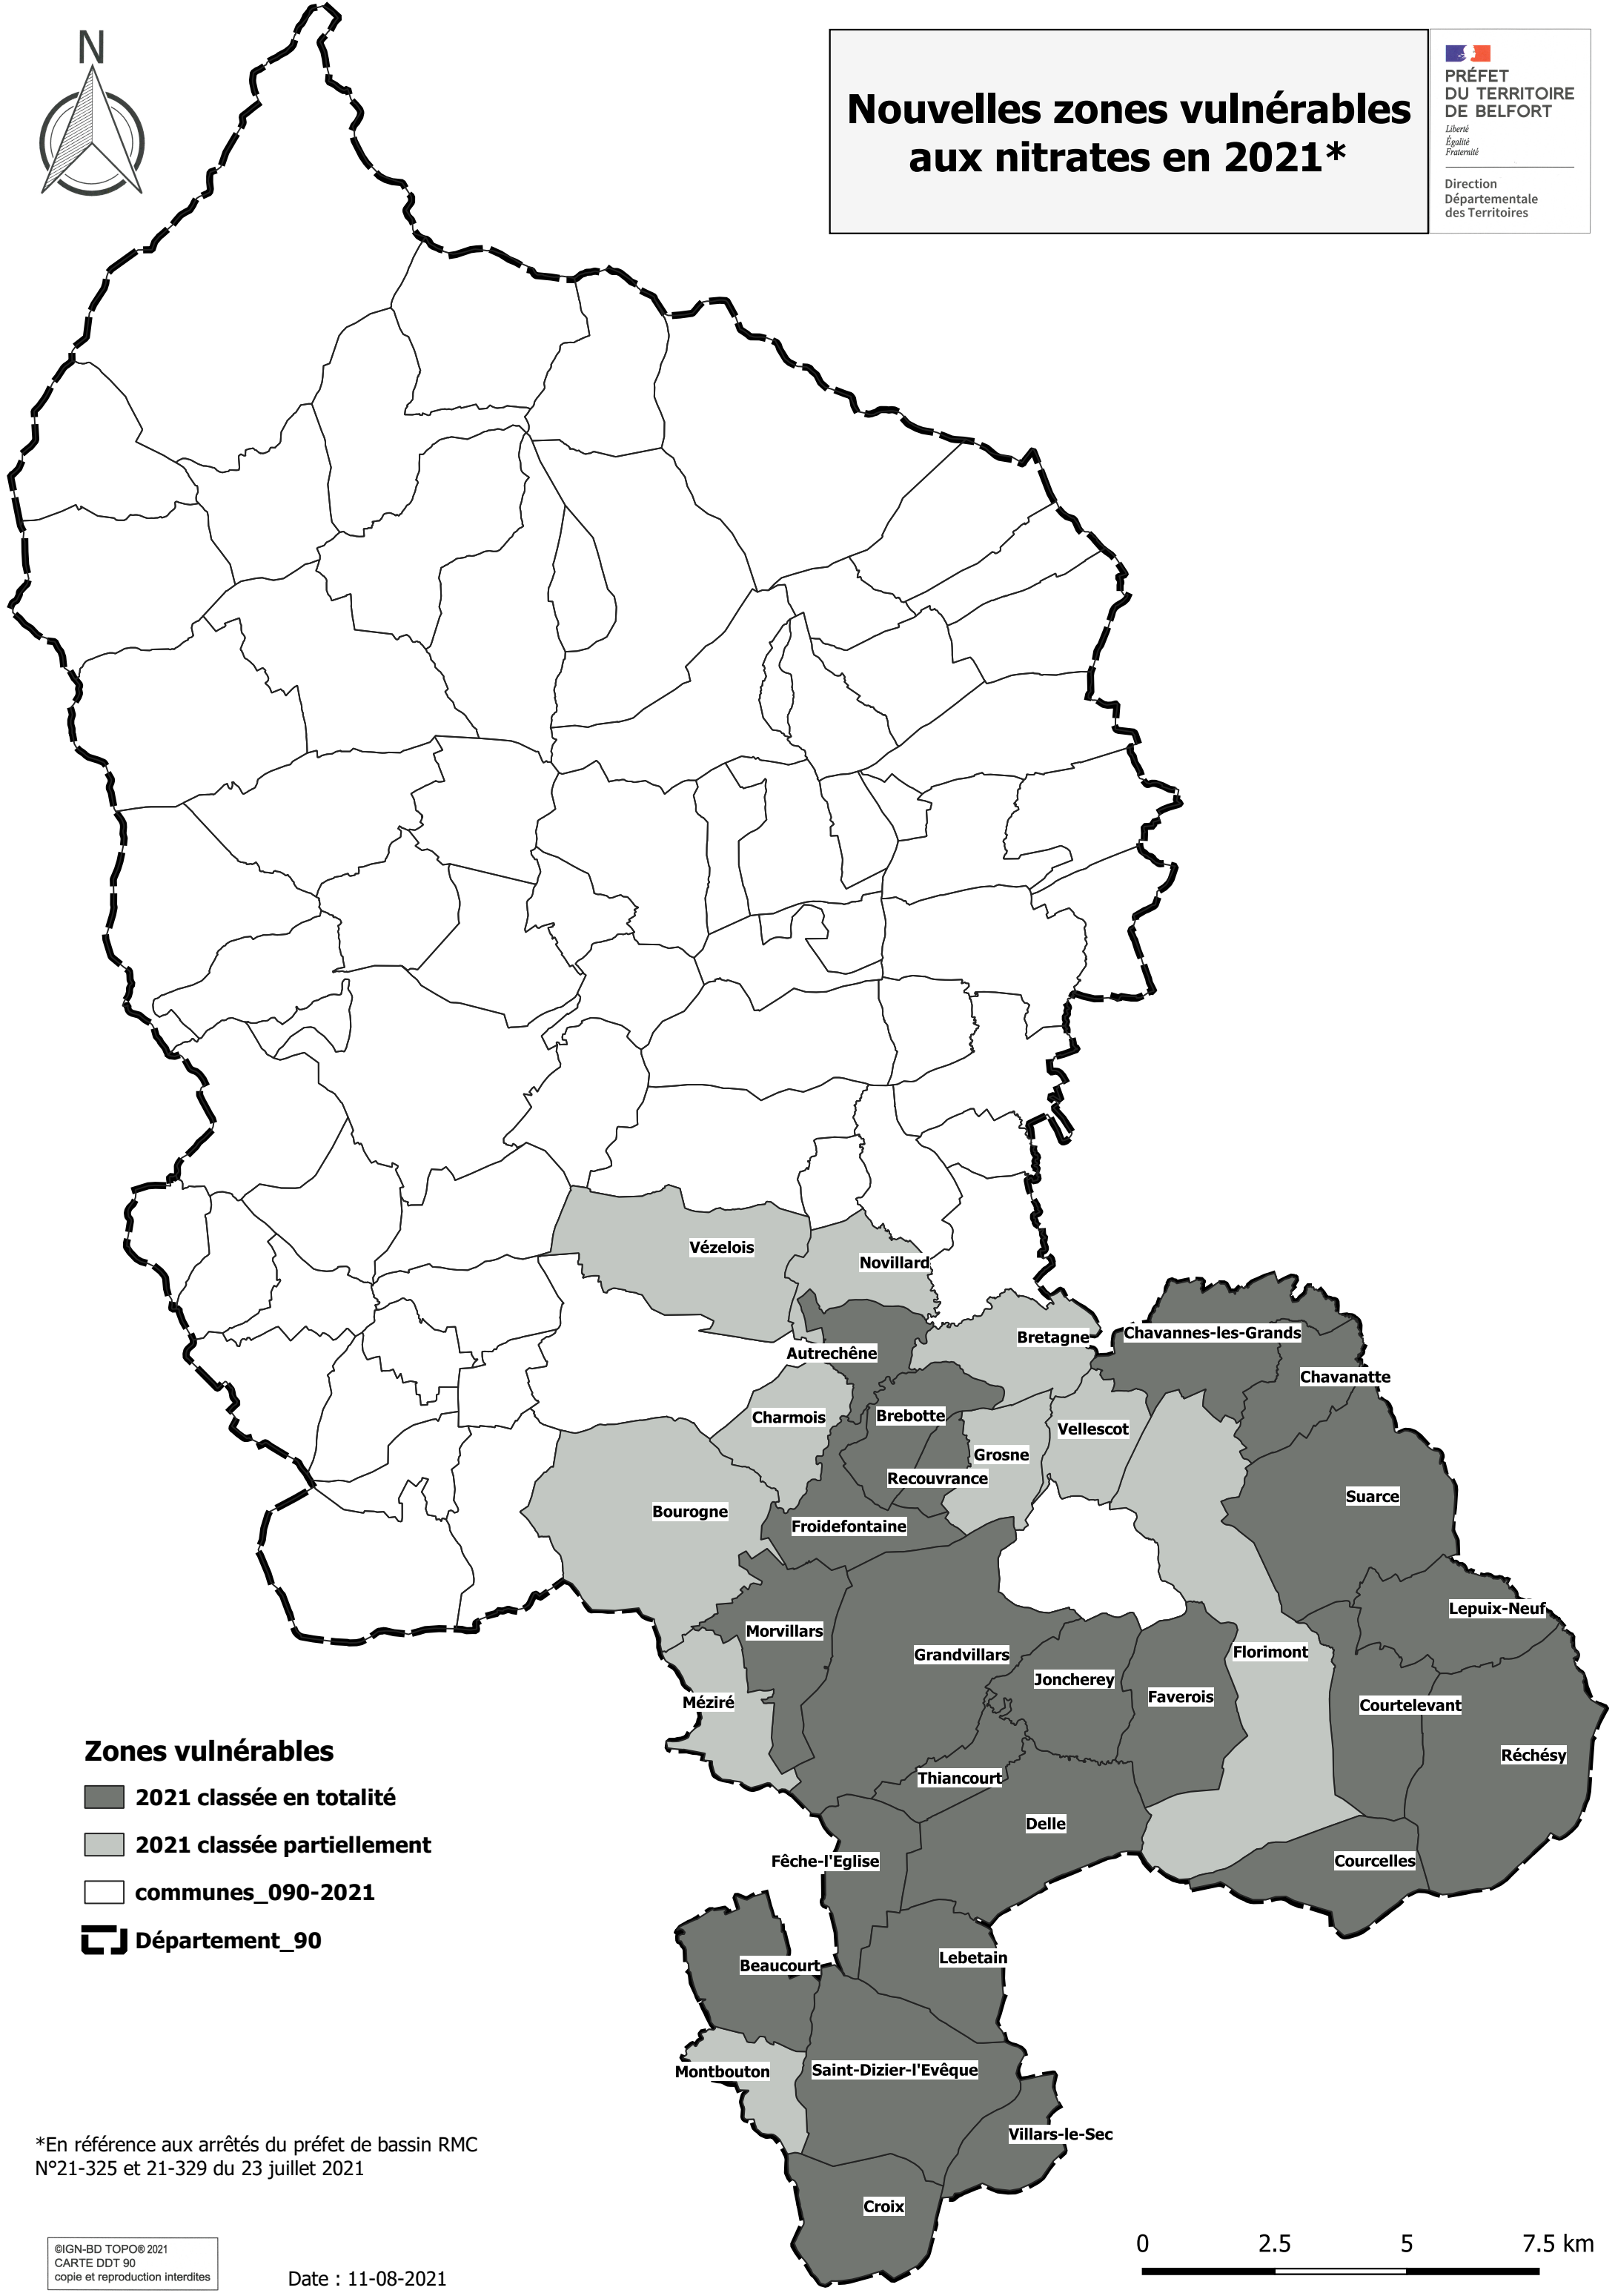 N
Nouvelles zones vulnérables
aux nitrates en 2021*
PRÉFET
DU TERRITOIRE
DE BELFORT
Liberté
Égalité
Fraternité
Direction
Départementale
des Territoires
Vézelois
Novillard
Bretagne
Chavannes-les-Grands
Autrechêne
Chavanatte
Charmois
Brebotte
Vellescot
Grosne
Recouvrance
Suarce
Bourogne
Froidefontaine
Lepuix-Neuf
Morvillars
Grandvillars
Florimont
Joncherey
Faverois
Méziré
Courtelevant
Réchésy
Thiancourt
Delle
Fêche-l'Eglise
Courcelles
Zones vulnérables
2021 classée en totalité
2021 classée partiellement
communes_090-2021
Département_90
Lebetain
Beaucourt
Montbouton
Saint-Dizier-l'Evêque
Villars-le-Sec
Croix
*En référence aux arrêtés du préfet de bassin RMC
N°21-325 et 21-329 du 23 juillet 2021
©IGN-BD TOPO® 2021
CARTE DDT 90
copie et reproduction interdites
Date : 11-08-2021
0 2.5 5 7.5 km